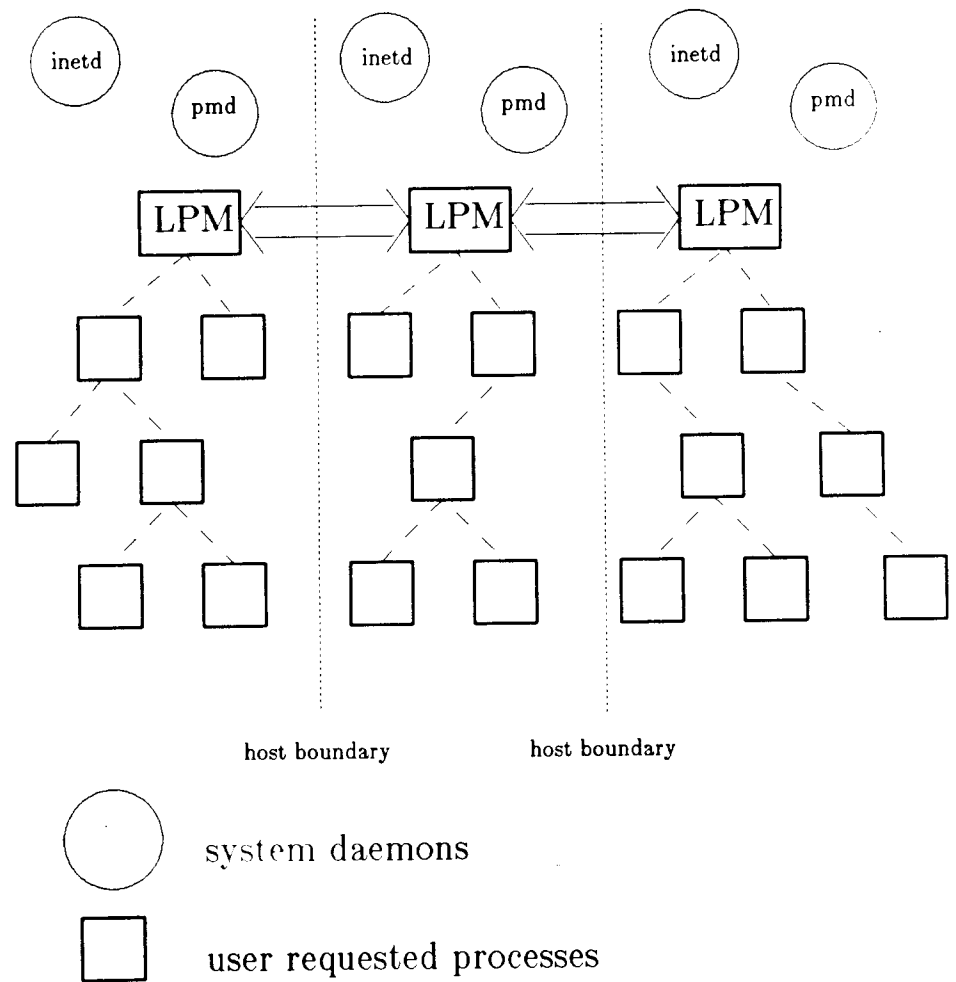 inetd
pmd
inetd
pmd
inetd
pmd
LPM
LPM
LPM
host boundary
host boundary
system daemons
user requested processes